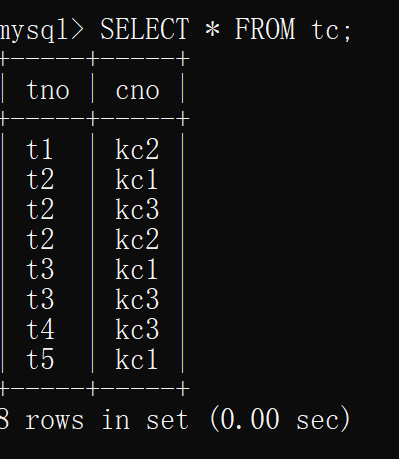 mysql> SELECT * FROM tc;
+-----+-----+
| tno | cno |
+-----+-----+
| t1 | kc2 |
| t2 | kc1 |
| t2 | kc3 |
| t2 | kc2 |
| t3 | kc1 |
| t3 | kc3 |
| t4 | kc3 |
| t5 | kc1 |
+-----+-----+
8 rows in set (0.00 sec)